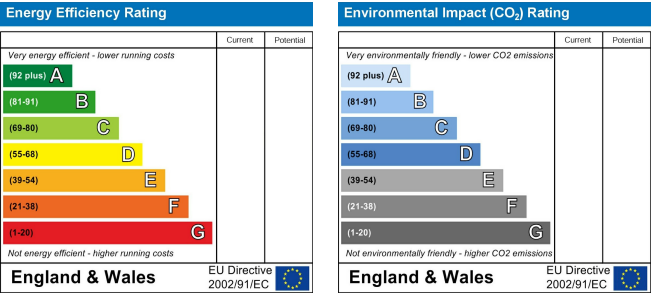 Energy Efficiency Rating
Current Potential
Very energy efficient - lower running costs
(92 plus) A
(81-91) B
(69-80) C
(55-68) D
(39-54) E
(21-38) F
(1-20) G
Not energy efficient - higher running costs
England & Wales
EU Directive
2002/91/EC
Environmental Impact (CO₂) Rating
Current Potential
Very environmentally friendly - lower CO2 emissions
(92 plus) A
(81-91) B
(69-80) C
(55-68) D
(39-54) E
(21-38) F
(1-20) G
Not environmentally friendly - higher CO2 emissions
England & Wales
EU Directive
2002/91/EC